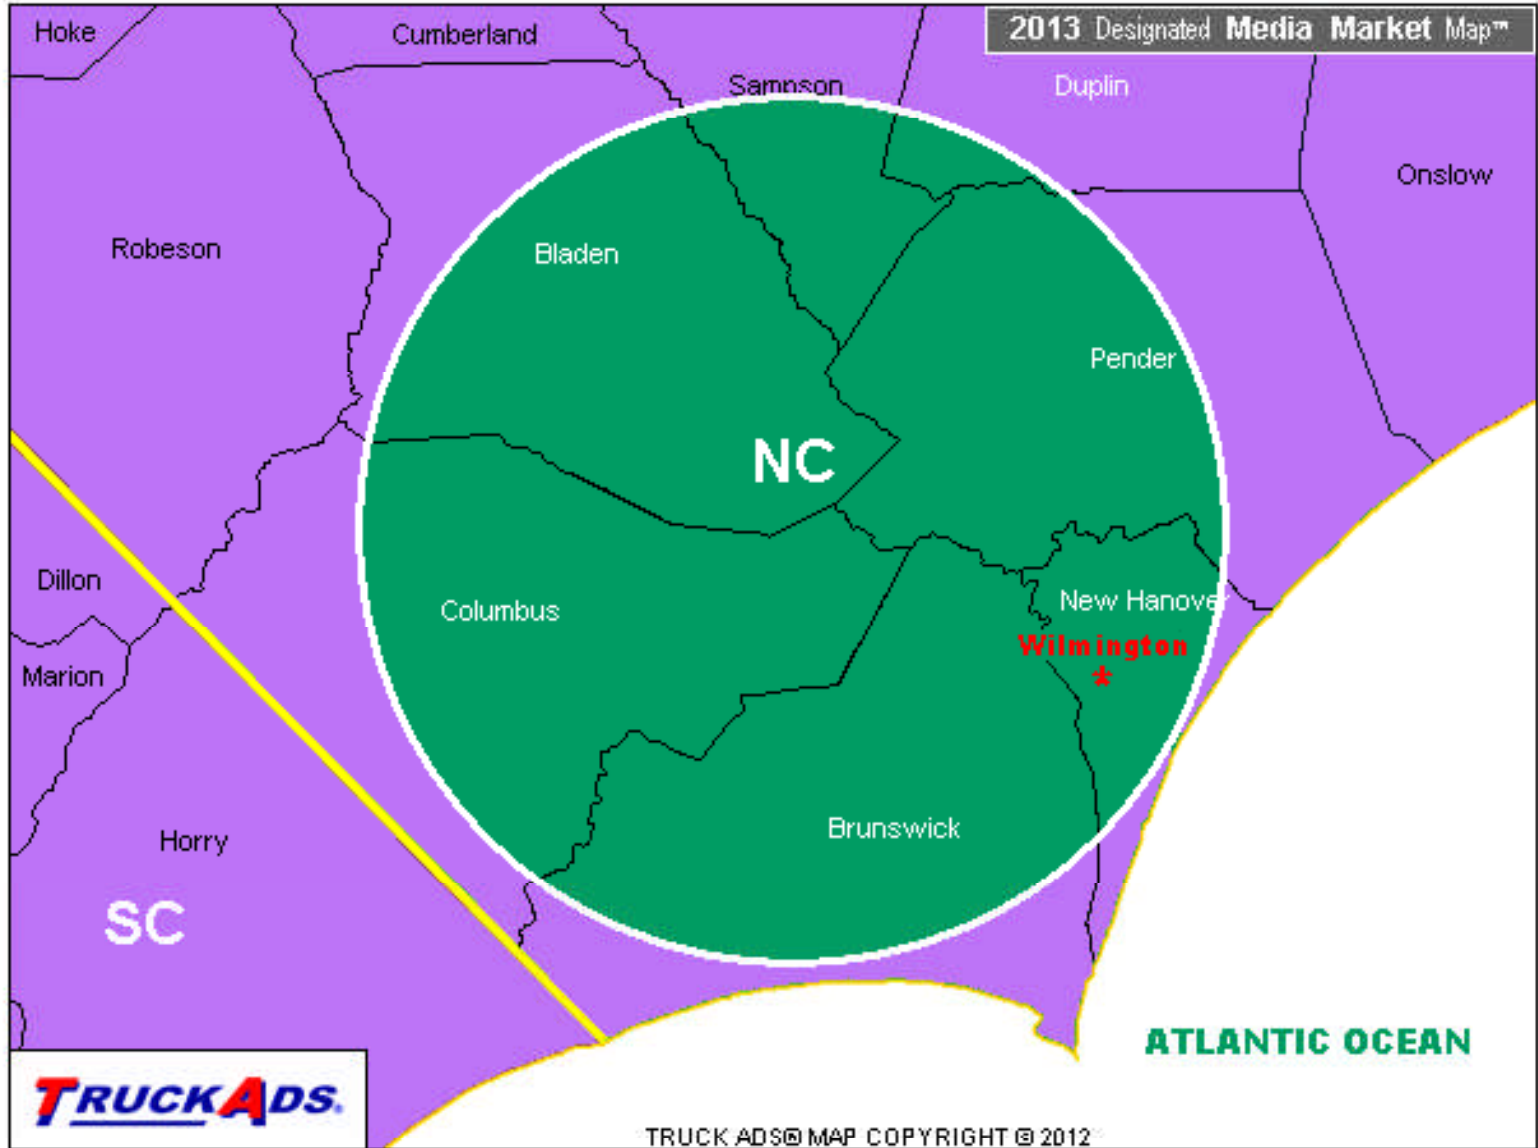 2013 Designated Media Market Map™
Hoke
Cumberland
Sampson
Duplin
Onslow
Robeson
Bladen
Pender
NC
Dillon
Columbus
New Hanover
Wilmington
*
Marion
Horry
Brunswick
SC
ATLANTIC OCEAN
TRUCKADS®
TRUCK ADS® MAP COPYRIGHT © 2012